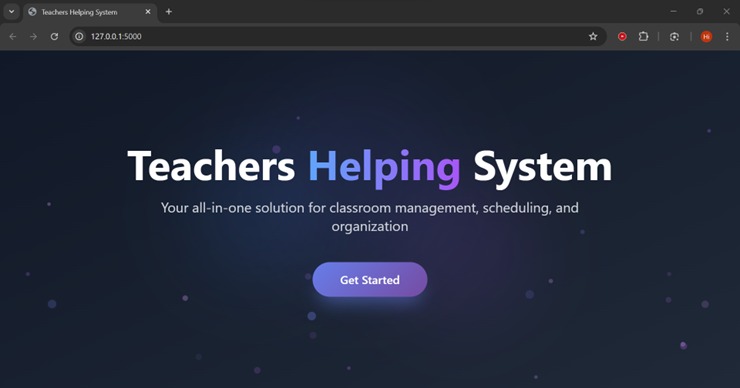 Teachers Helping System
127.0.0.1:5000
Hi
Teachers Helping System
Your all-in-one solution for classroom management, scheduling, and
organization
Get Started